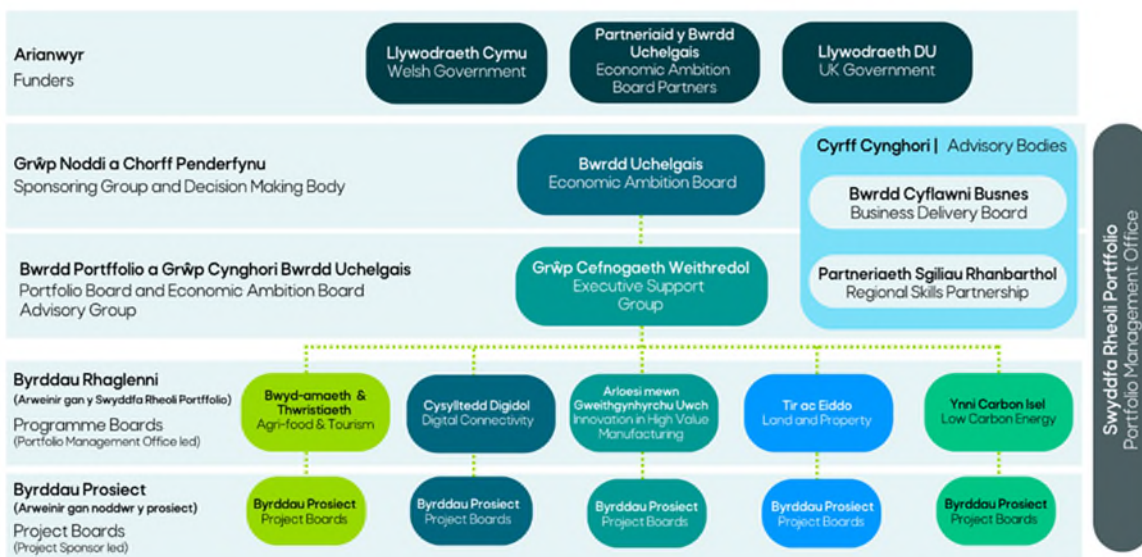 Arianwyr
Funders
Llywodraeth Cymu
Welsh Government
Partneriaid y Bwrdd
Uchelgais
Economic Ambition
Board Partners
Llywodraeth DU
UK Government
Grŵp Noddi a Chorff Penderfynu
Sponsoring Group and Decision Making Body
Bwrdd Uchelgais
Economic Ambition Board
Cyrff Cynghori | Advisory Bodies
Bwrdd Cyflawni Busnes
Business Delivery Board
Partneriaeth Sgiliau Rhanbarthol
Regional Skills Partnership
Bwrdd Portffolio a Grŵp Cynghori Bwrdd Uchelgais
Portfolio Board and Economic Ambition Board
Advisory Group
Grŵp Cefnogaeth Weithredol
Executive Support
Group
Byrddau Rhaglenni
(Arweinir gan y Swyddfa Rheoli Portfolio)
Programme Boards
(Portfolio Management Office led)
Bwyd-amaeth &
Thwristiaeth
Agri-food & Tourism
Cysylltedd Digidol
Digital Connectivity
Arloesi mewn
Gweithgynhyrchu Uwch
Innovation in High Value
Manufacturing
Tir ac Eiddo
Land and Property
Ynni Carbon Isel
Low Carbon Energy
Byrddau Prosiect
(Arweinir gan noddwr y prosiect)
Project Boards
(Project Sponsor led)
Byrddau Prosiect
Project Boards
Byrddau Prosiect
Project Boards
Byrddau Prosiect
Project Boards
Byrddau Prosiect
Project Boards
Byrddau Prosiect
Project Boards
Swyddfa Rheoli Portffolio
Portfolio Management Office